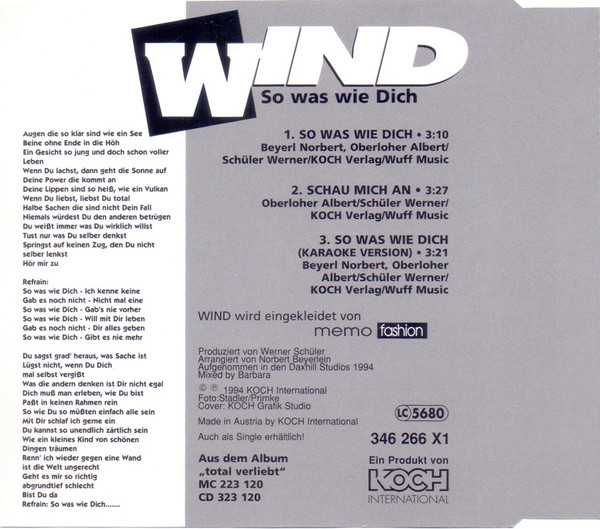 WIND
So was wie Dich
Augen die so klar sind wie ein See
Beine ohne Ende in die Höh
Ein Gesicht so jung und doch schon voller
Leben
Wenn Du lachst, dann geht die Sonne auf
Deine Power die kommt an
Deine Lippen sind so heiß, wie ein Vulkan
Wenn Du liebst, liebst Du total
Halbe Sachen die sind nicht Dein Fall
Niemals würdest Du den anderen betrügen
Du weißt immer was Du wirklich willst
Tust nur was Du selber denkst
Springst auf keinen Zug, den Du nicht
selber lenkst
Hör mir zu
Refrain:
So was wie Dich - Ich kenne keine
Gab es noch nicht - Nicht mal eine
So was wie Dich - Gab's nie vorher
So was wie Dich - Will mit Dir leben
Gab es noch nicht - Dir alles geben
So was wie Dich - Gibt es nie mehr
Du sagst grad' heraus, was Sache ist
Lügst nicht, wenn Du Dich
mal selbst vergißt
Was die andern denken ist Dir nicht egal
Dich muß man erleben, wie Du bist
Paßt in keinen Rahmen rein
So wie Du so müßten einfach alle sein
Mit Dir schlaf ich gerne ein
Du kannst so unendlich zärtlich sein
Wie ein kleines Kind von schönen
Dingen träumen
Renn' ich wieder gegen eine Wand
ist die Welt ungerecht
Geht es mir so richtig
abgrundtief schlecht
Bist Du da
Refrain: So was wie Dich.......
1. SO WAS WIE DICH • 3:10
Beyerl Norbert, Oberloher Albert/
Schüler Werner/KOCH Verlag/Wuff Music
2. SCHAU MICH AN • 3:27
Oberloher Albert/Schüler Werner/
KOCH Verlag/Wuff Music
3. SO WAS WIE DICH
(KARAOKE VERSION) • 3:21
Beyerl Norbert, Oberloher
Albert/Schüler Werner/
KOCH Verlag/Wuff Music
WIND wird eingekleidet von
memo fashion
Produziert von Werner Schüler
Arrangiert von Norbert Beyerlein
Aufgenommen in den Daxhill Studios 1994
Mixed by Barbara
© ℗ 1994 KOCH International
Foto:Stadler/Primke
Cover: KOCH Grafik Studio
Made in Austria by KOCH International
Auch als Single erhältlich!
Aus dem Album
„total verliebt"
MC 223 120
CD 323 120
LC 5680
346 266 X1
Ein Produkt von
KOCH
INTERNATIONAL